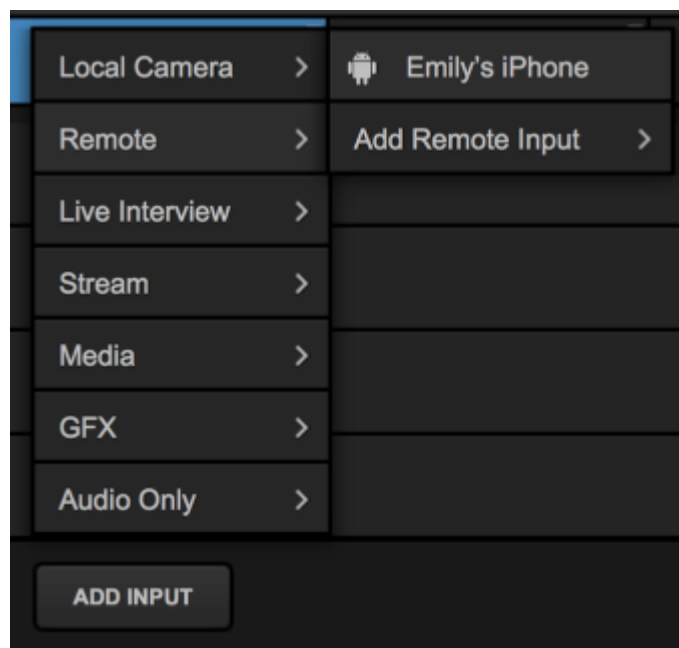 Local Camera
Emily's iPhone
Remote
Add Remote Input
Live Interview
Stream
Media
GFX
Audio Only
ADD INPUT